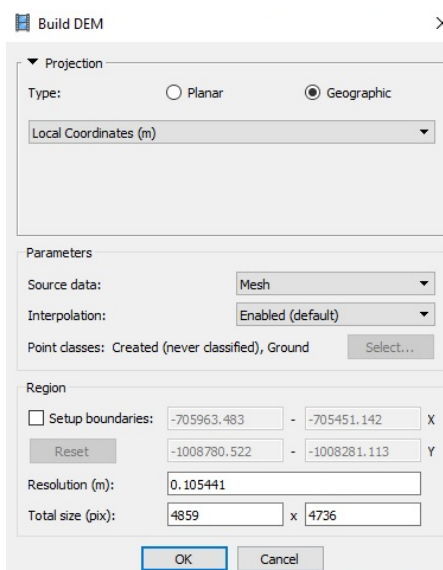 Build DEM
Projection
Type: Planar Geographic
Local Coordinates (m)
Parameters
Source data: Mesh
Interpolation: Enabled (default)
Point classes: Created (never classified), Ground Select...
Region
Setup boundaries: -705963.483 - -705451.142 X
Reset -1008780.522 - -1008281.113 Y
Resolution (m): 0.105441
Total size (pix): 4859 x 4736
OK Cancel